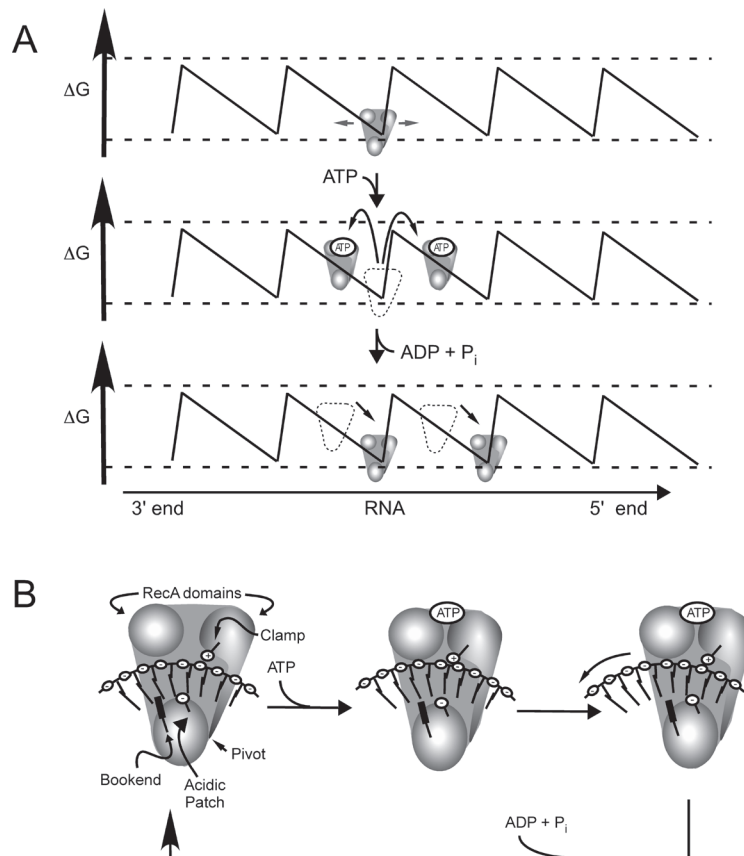 A
ΔG
ATP
ΔG
ATP
ATP
ADP + Pi
ΔG
3' end
RNA
5' end
B
RecA domains
ATP
ATP
Clamp
ATP
+
+
+
-
-
-
Pivot
Bookend
Acidic
Patch
ADP + Pi